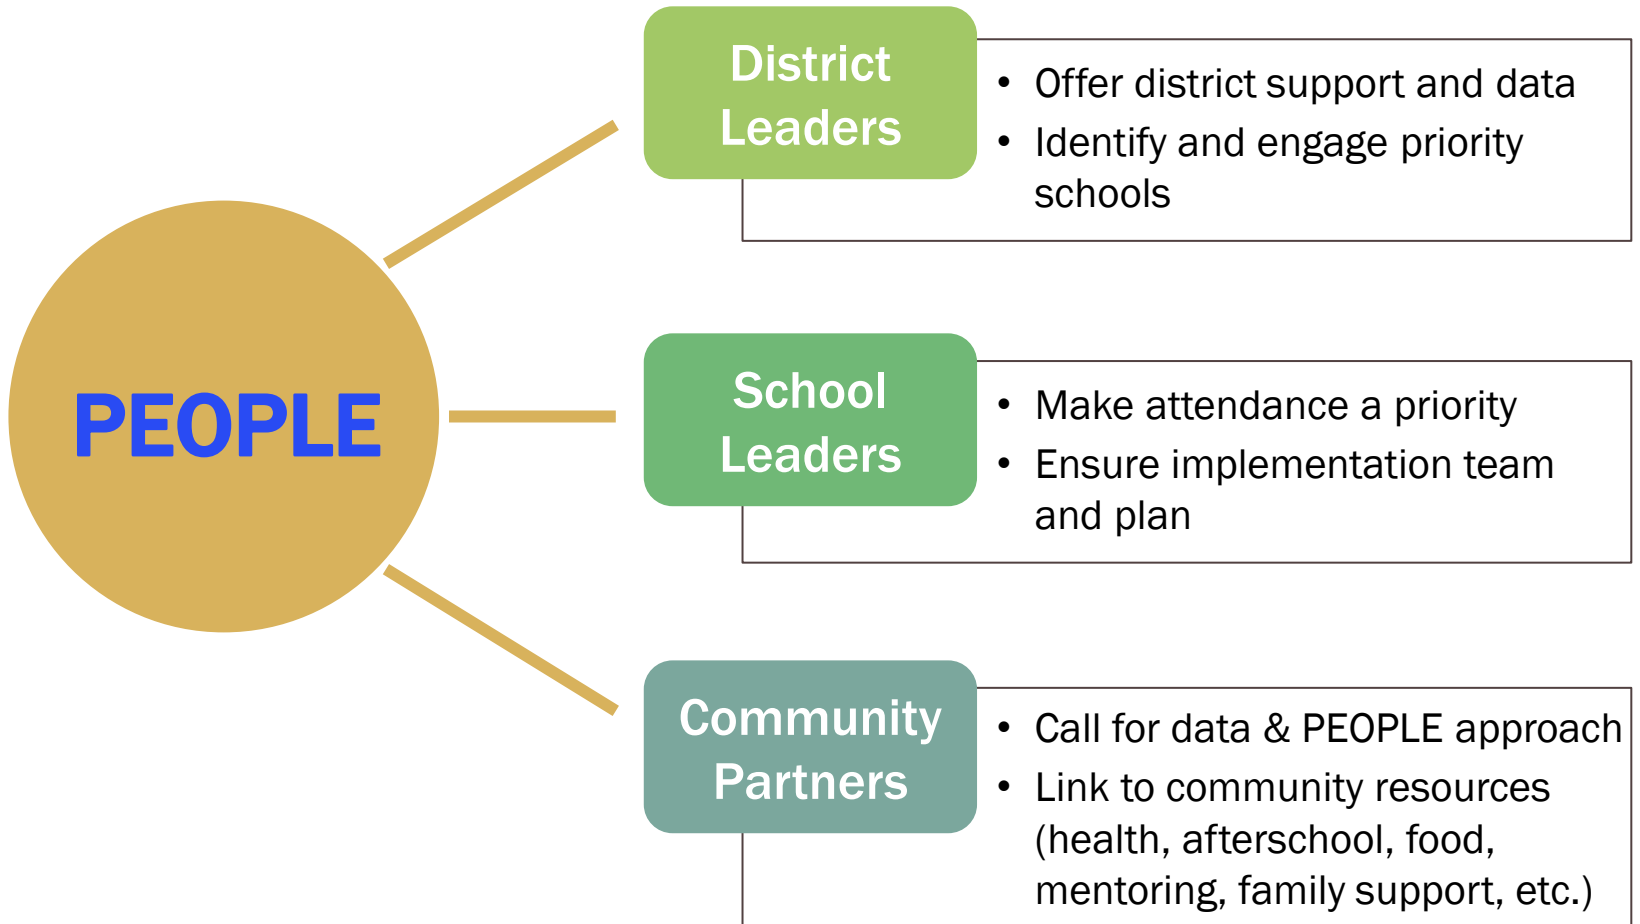 PEOPLE
District
Leaders
• Offer district support and data
• Identify and engage priority
schools
School
Leaders
• Make attendance a priority
• Ensure implementation team
and plan
Community
Partners
• Call for data & PEOPLE approach
• Link to community resources
(health, afterschool, food,
mentoring, family support, etc.)